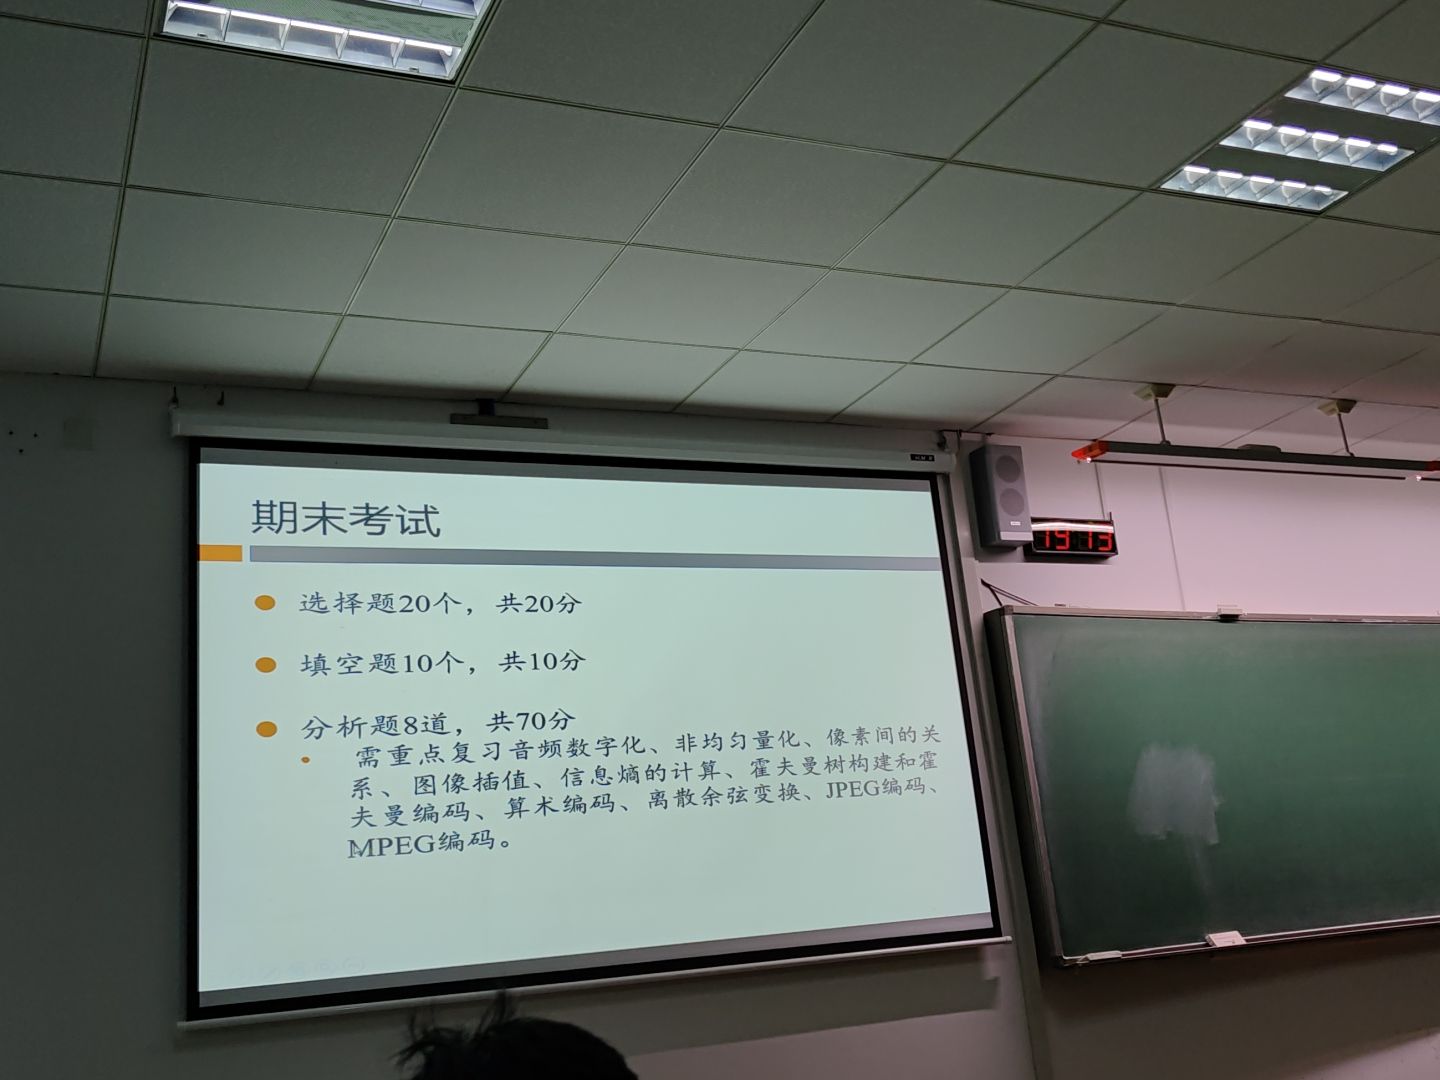 期末考试
选择题20个，共20分
填空题10个，共10分
分析题8道，共70分
需重点复习音频数字化、非均匀量化、像素间的关
系、图像插值、信息熵的计算、霍夫曼树构建和霍
夫曼编码、算术编码、离散余弦变换、JPEG编码、
MPEG编码。
19 13